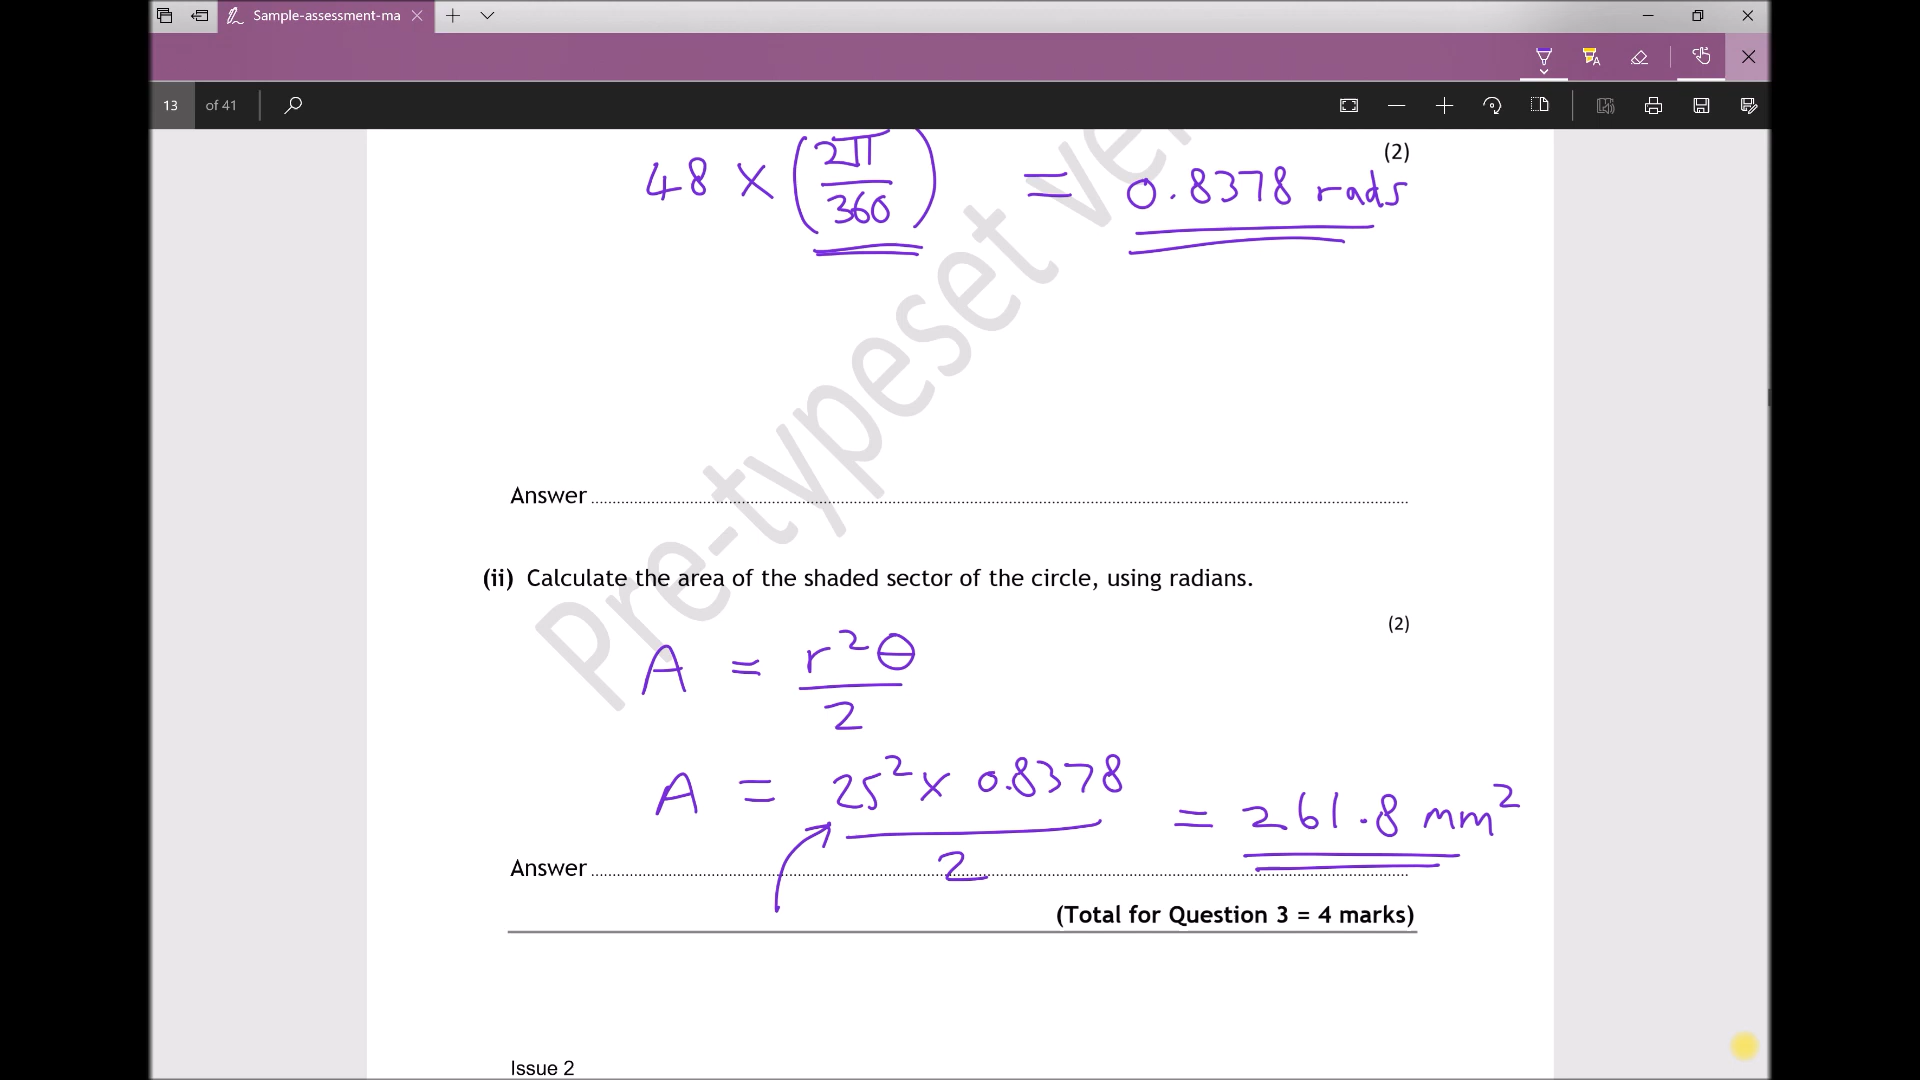 Sample-assessment-ma
13 of 41
(2)
48 × (2π/360) = 0.8378 rads
Answer
(ii) Calculate the area of the shaded sector of the circle, using radians.
(2)
A = r²θ/2
A = 25² × 0.8378/2 = 261.8 mm²
Answer
(Total for Question 3 = 4 marks)
Issue 2
Pre-typeset ver